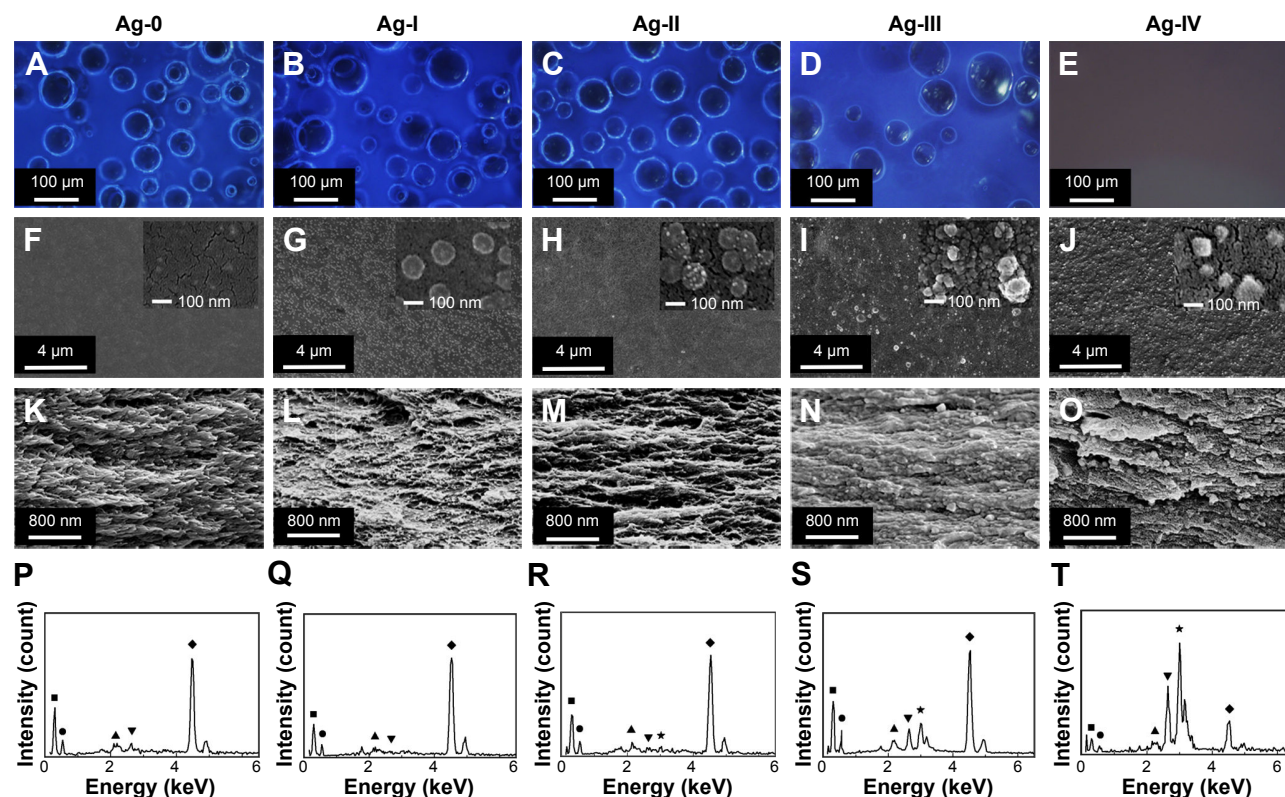 Ag-0 Ag-I Ag-II Ag-III Ag-IV
A B C D E
100 µm 100 µm 100 µm 100 µm 100 µm
F G H I J
100 nm 100 nm 100 nm 100 nm 100 nm
4 µm 4 µm 4 µm 4 µm 4 µm
K L M N O
800 nm 800 nm 800 nm 800 nm 800 nm
P Q R S T
Intensity (count) Intensity (count) Intensity (count) Intensity (count) Intensity (count)
0 2 4 6 0 2 4 6 0 2 4 6 0 2 4 6 0 2 4 6
Energy (keV) Energy (keV) Energy (keV) Energy (keV) Energy (keV)